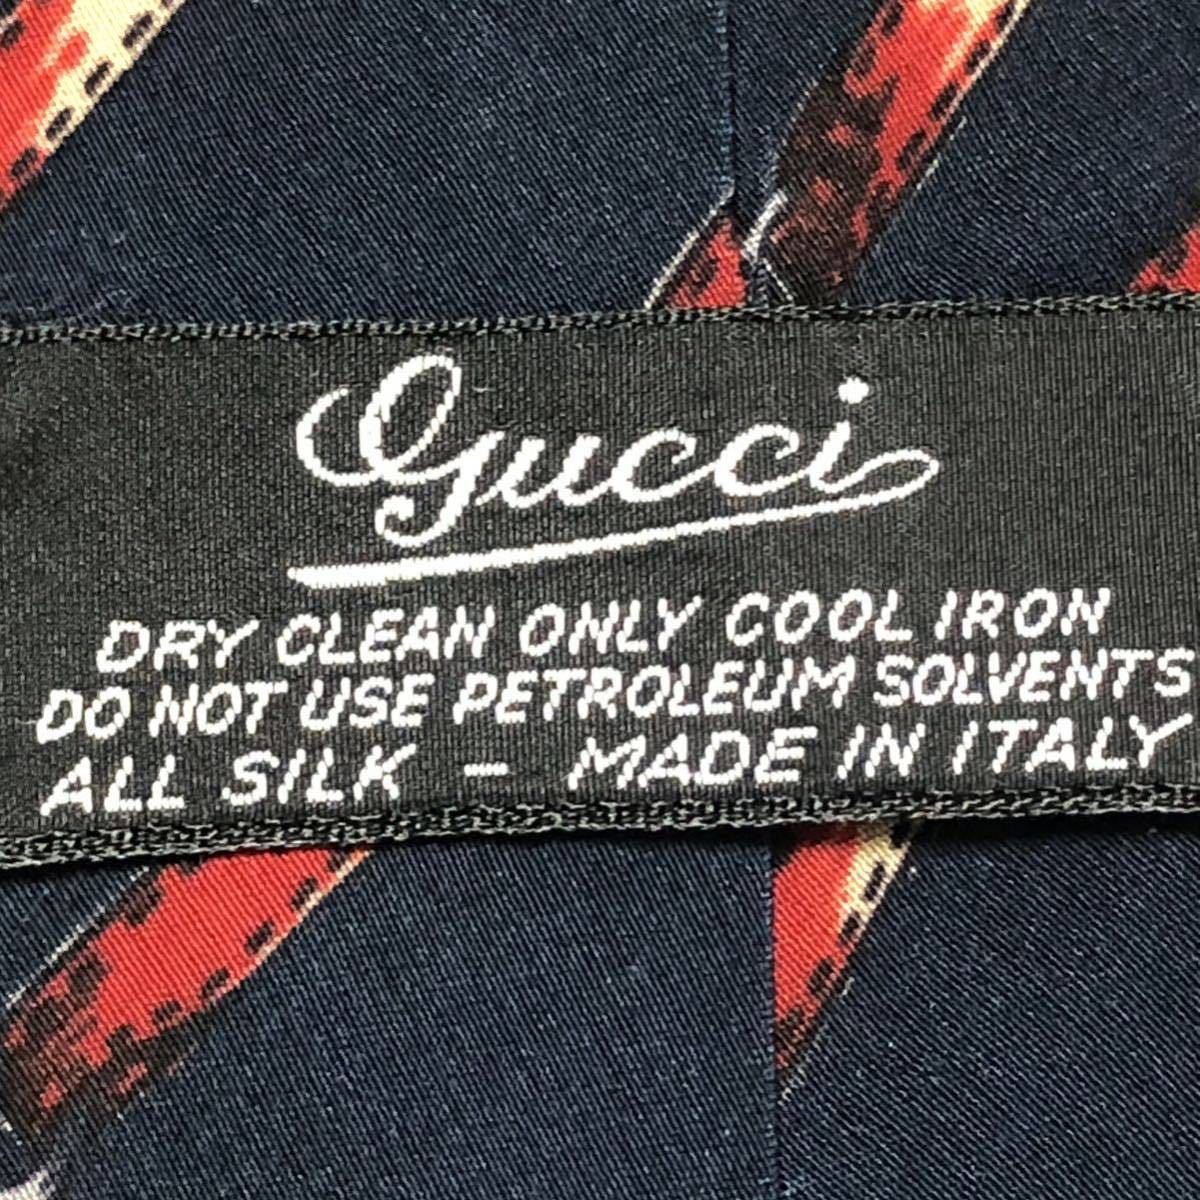 Gucci
DRY CLEAN ONLY COOL IRON
DO NOT USE PETROLEUM SOLVENTS
ALL SILK - MADE IN ITALY